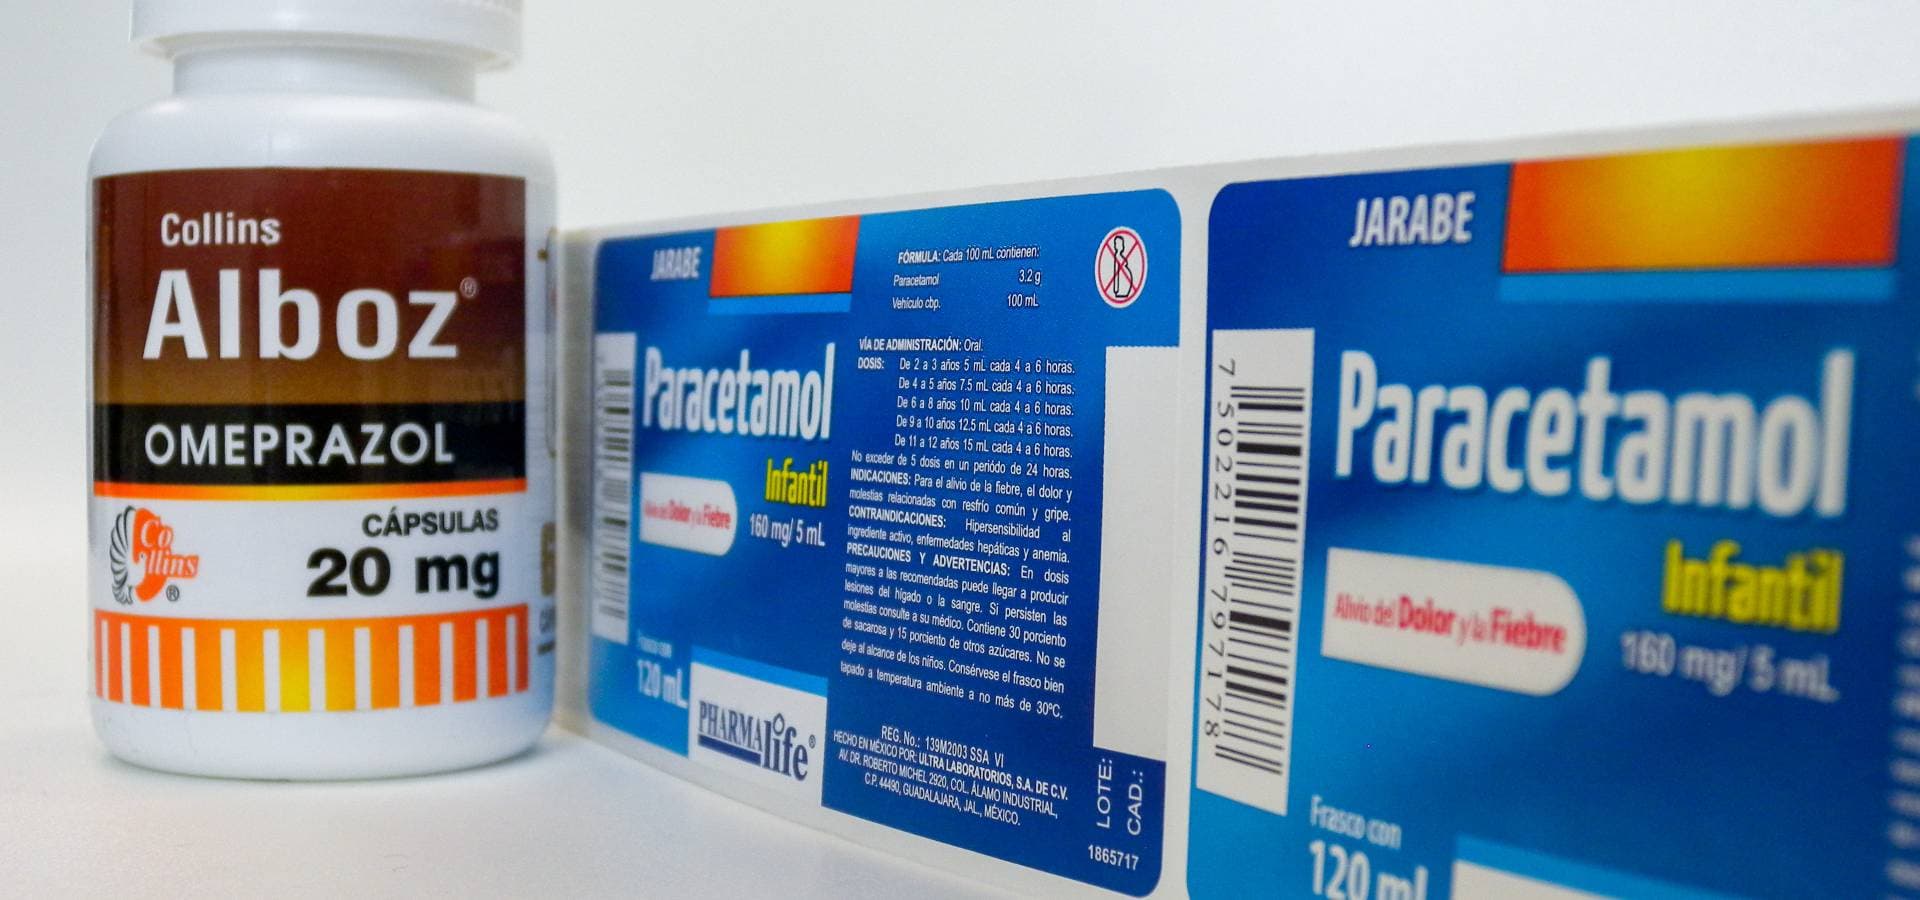 Collins
Alboz®
OMEPRAZOL
CÁPSULAS
20 mg
Co
llins
®
JARABE
Paracetamol
Infantil
Alivio del Dolor y la Fiebre
160 mg/ 5 mL
Frasco con
120 mL
PHARMAlife®
FÓRMULA: Cada 100 mL contienen:
Paracetamol 3.2 g
Vehículo cbp. 100 mL
VÍA DE ADMINISTRACIÓN: Oral.
DOSIS: De 2 a 3 años 5 mL cada 4 a 6 horas.
De 4 a 5 años 7.5 mL cada 4 a 6 horas.
De 6 a 8 años 10 mL cada 4 a 6 horas.
De 9 a 10 años 12.5 mL cada 4 a 6 horas.
De 11 a 12 años 15 mL cada 4 a 6 horas.
No exceder de 5 dosis en un periódo de 24 horas.
INDICACIONES: Para el alivio de la fiebre, el dolor y
molestias relacionadas con resfrío común y gripe.
CONTRAINDICACIONES: Hipersensibilidad al
ingrediente activo, enfermedades hepáticas y anemia.
PRECAUCIONES Y ADVERTENCIAS: En dosis
mayores a las recomendadas puede llegar a producir
lesiones del hígado o la sangre. Si persisten las
molestias consulte a su médico. Contiene 30 porciento
de sacarosa y 15 porciento de otros azúcares. No se
deje al alcance de los niños. Consérvese el frasco bien
tapado a temperatura ambiente a no más de 30ºC.
REG. No.: 139M2003 SSA VI
HECHO EN MÉXICO POR: ULTRA LABORATORIOS, S.A. DE C.V.
AV. DR. ROBERTO MICHEL 2920, COL. ÁLAMO INDUSTRIAL,
C.P. 44490, GUADALAJARA, JAL., MÉXICO.
LOTE:
CAD.:
1865717
JARABE
7 502216 797178
Paracetamol
Infantil
Alivio del Dolor y la Fiebre
160 mg/ 5 mL
Frasco con
120 mL